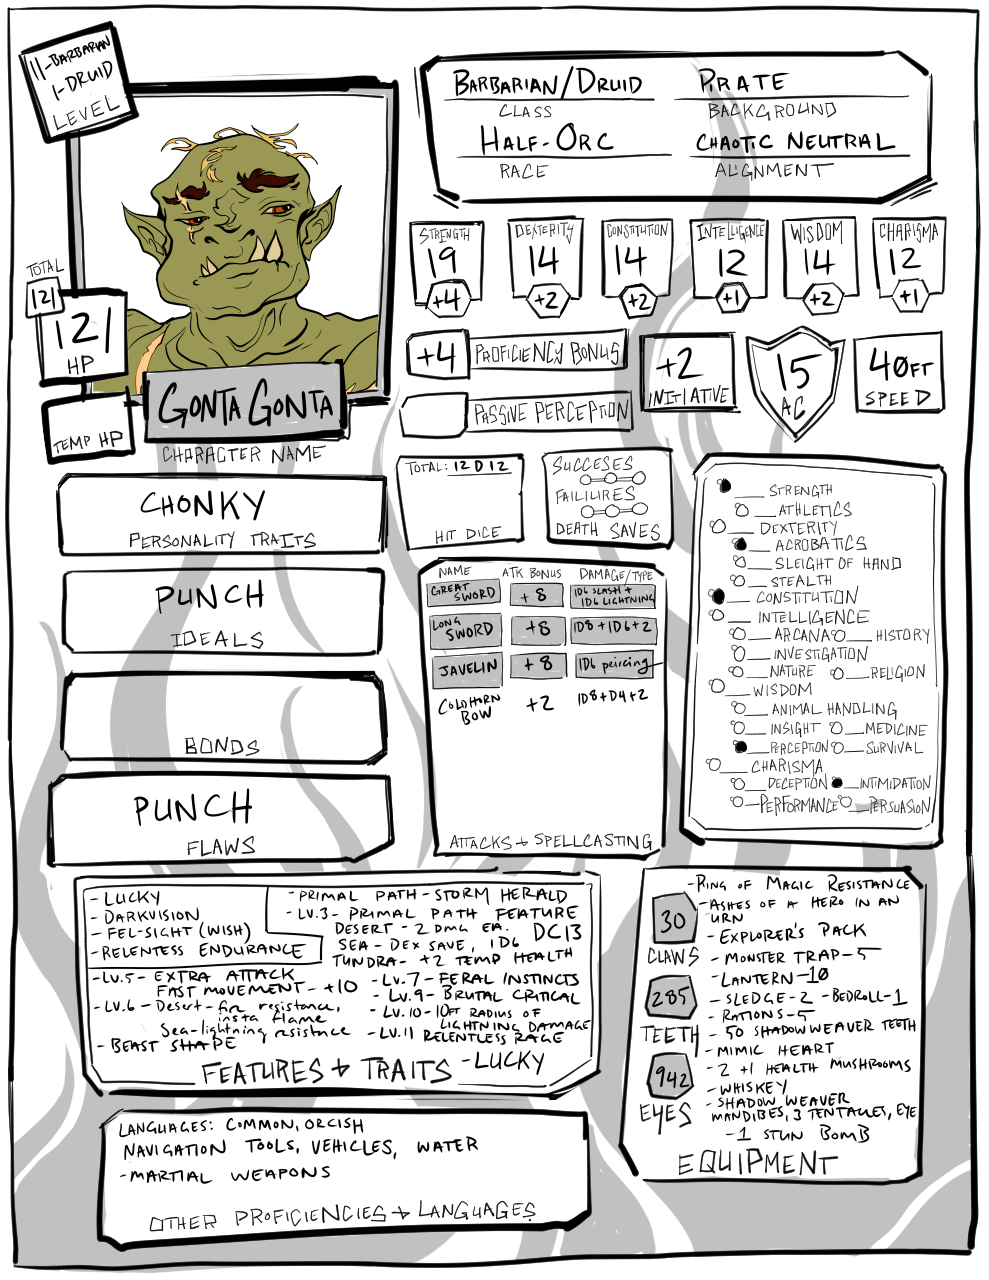 11-BARBARIAN
1-DRUID
LEVEL
BARBARIAN/DRUID
CLASS
PIRATE
BACKGROUND
HALF-ORC
RACE
CHAOTIC NEUTRAL
ALIGNMENT
STRENGTH
19
+4
DEXTERITY
14
+2
CONSTITUTION
14
+2
INTELLIGENCE
12
+1
WISDOM
14
+2
CHARISMA
12
+1
TOTAL
121
121
HP
TEMP HP
GONTA GONTA
CHARACTER NAME
+4 PROFICIENCY BONUS
PASSIVE PERCEPTION
+2
INITIATIVE
15
AC
40FT
SPEED
CHONKY
PERSONALITY TRAITS
PUNCH
IDEALS
BONDS
PUNCH
FLAWS
TOTAL: 12 D 12
HIT DICE
SUCCESES
FAILIURES
DEATH SAVES
NAME ATK BONUS DAMAGE/TYPE
GREAT SWORD +8 1D6 SLASH + 1D6 LIGHTNING
LONG SWORD +8 1D8+1D6+2
JAVELIN +8 1D6 peircing
COLDHORN BOW +2 1D8+D4+2
ATTACKS + SPELLCASTING
STRENGTH
ATHLETICS
DEXTERITY
ACROBATICS
SLEIGHT OF HAND
STEALTH
CONSTITUTION
INTELLIGENCE
ARCANA HISTORY
INVESTIGATION
NATURE RELIGION
WISDOM
ANIMAL HANDLING
INSIGHT MEDICINE
PERCEPTION SURVIVAL
CHARISMA
DECEPTION INTIMIDATION
PERFORMANCE PERSUASION
- LUCKY
- DARKVISION
- FEL-SIGHT (WISH)
- RELENTLESS ENDURANCE
- PRIMAL PATH - STORM HERALD
- LV.3- PRIMAL PATH FEATURE
DESERT - 2 DMG EA. DC13
SEA - DEX SAVE, 1D6
TUNDRA- +2 TEMP HEALTH
- LV.5- EXTRA ATTACK
FAST MOVEMENT - +10
- LV.6- Desert - fire resistance,
insta flame
Sea-lightning resistance
- BEAST SHAPE
- LV.7- FERAL INSTINCTS
- LV.9- BRUTAL CRITICAL
- LV.10-10FT RADIUS OF
LIGHTNING DAMAGE
- LV.11 RELENTLESS RAGE
- LUCKY
FEATURES + TRAITS
30
CLAWS
285
TEETH
942
EYES
- RING OF MAGIC RESISTANCE
- ASHES OF A HERO IN AN
URN
- EXPLORER'S PACK
- MONSTER TRAP-5
- LANTERN-10
- SLEDGE-2 -BEDROLL-1
- RATIONS-5
- 50 SHADOWWEAVER TEETH
- MIMIC HEART
- 2 +1 HEALTH MUSHROOMS
- WHISKEY
- SHADOW WEAVER
MANDIBES, 3 TENTACLES, EYE
- 1 STUN BOMB
EQUIPMENT
LANGUAGES: COMMON, ORCISH
NAVIGATION TOOLS, VEHICLES, WATER
- MARTIAL WEAPONS
OTHER PROFICIENCIES + LANGUAGES